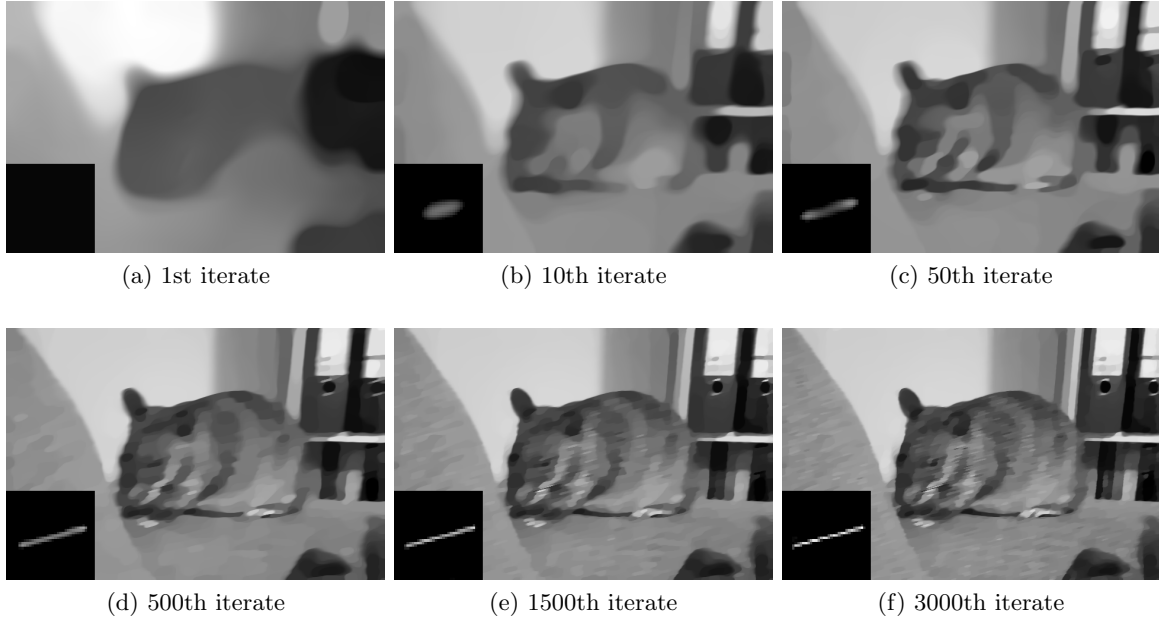 (a) 1st iterate
(b) 10th iterate
(c) 50th iterate
(d) 500th iterate
(e) 1500th iterate
(f) 3000th iterate